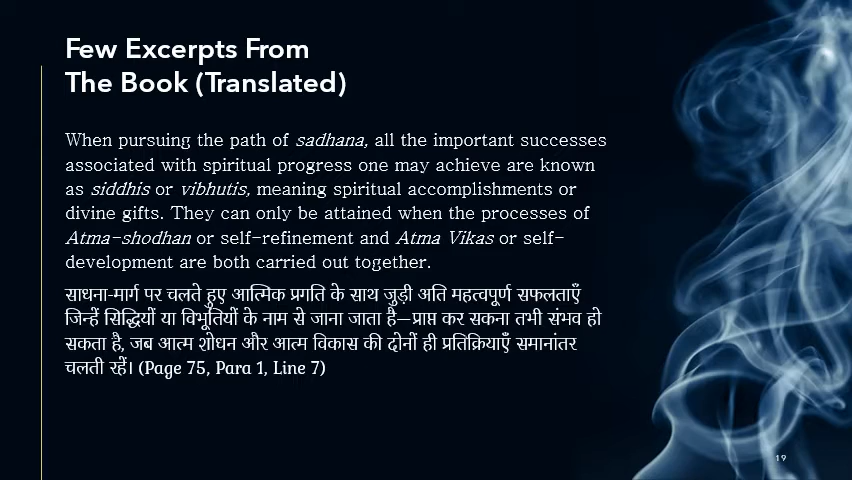 Few Excerpts From
The Book (Translated)
When pursuing the path of sadhana, all the important successes
associated with spiritual progress one may achieve are known
as siddhis or vibhutis, meaning spiritual accomplishments or
divine gifts. They can only be attained when the processes of
Atma-shodhan or self-refinement and Atma Vikas or self-
development are both carried out together.
साधना-मार्ग पर चलते हुए आत्मिक प्रगति के साथ जुड़ी अति महत्वपूर्ण सफलताएँ
जिन्हें सिद्धियों या विभूतियों के नाम से जाना जाता है—प्राप्त कर सकना तभी संभव हो
सकता है, जब आत्म शोधन और आत्म विकास की दोनों ही प्रतिक्रियाएँ समानांतर
चलती रहें। (Page 75, Para 1, Line 7)
19